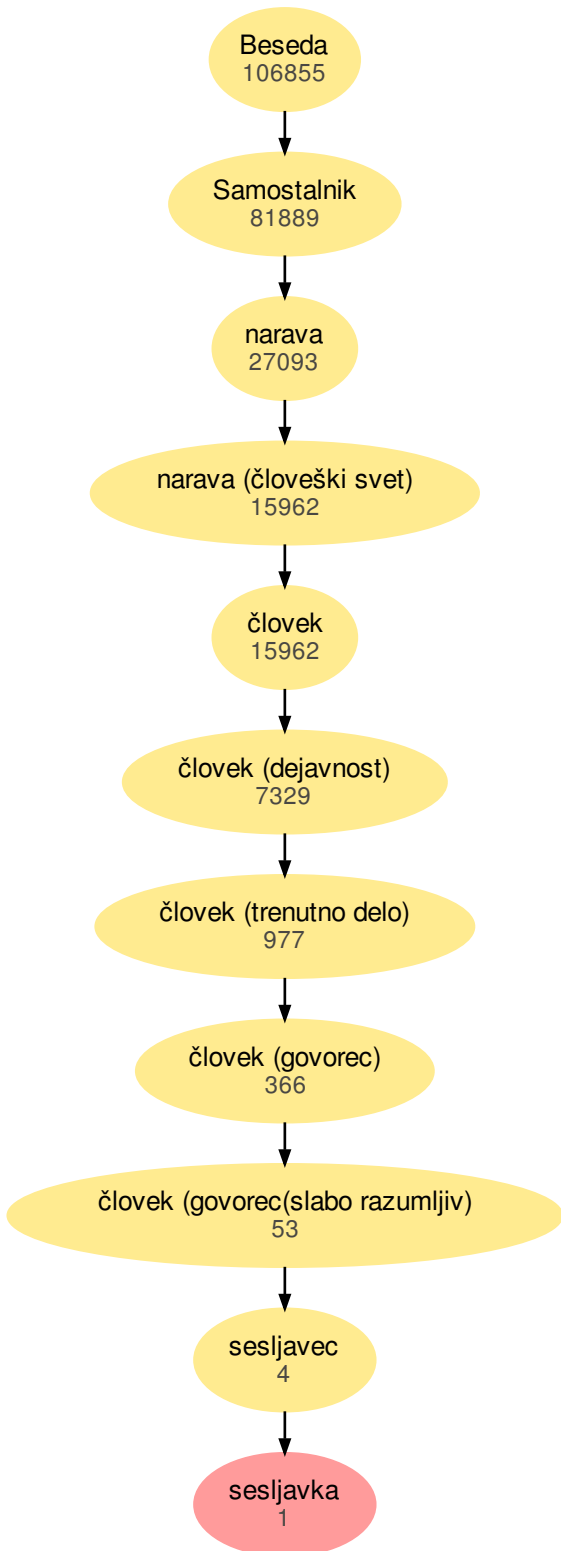 Beseda
106855
Samostalnik
81889
narava
27093
narava (človeški svet)
15962
človek
15962
človek (dejavnost)
7329
človek (trenutno delo)
977
človek (govorec)
366
človek (govorec(slabo razumljiv)
53
sesljavec
4
sesljavka
1